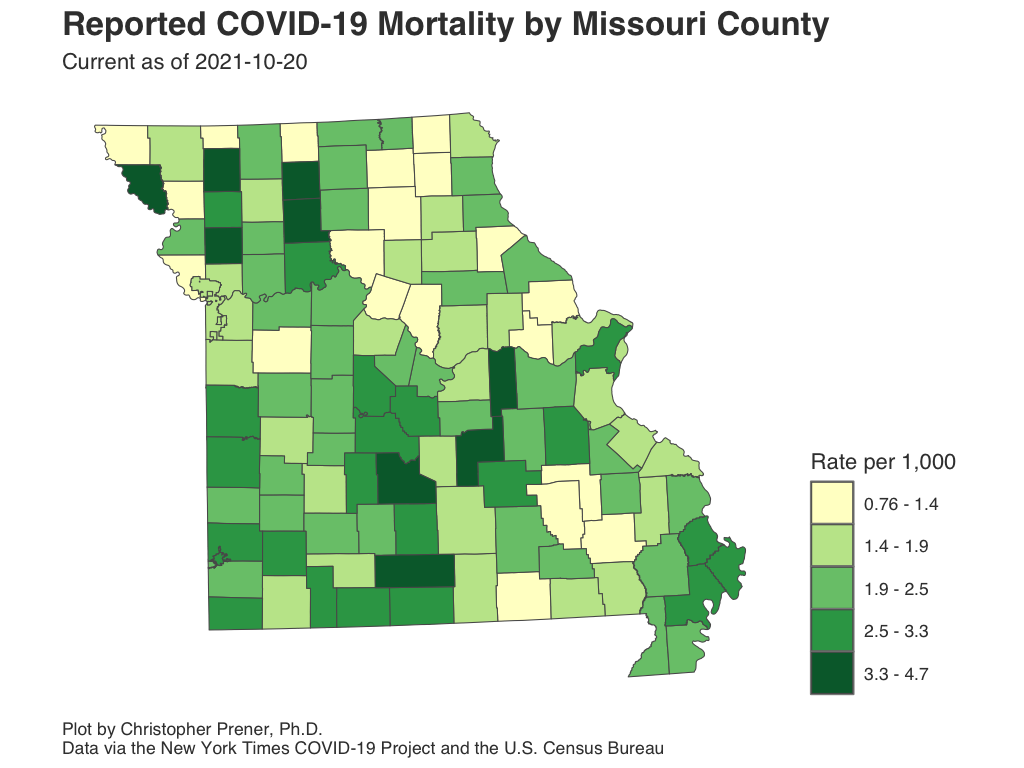 Reported COVID-19 Mortality by Missouri County
Current as of 2021-10-20
Rate per 1,000
0.76 - 1.4
1.4 - 1.9
1.9 - 2.5
2.5 - 3.3
3.3 - 4.7
Plot by Christopher Prener, Ph.D.
Data via the New York Times COVID-19 Project and the U.S. Census Bureau